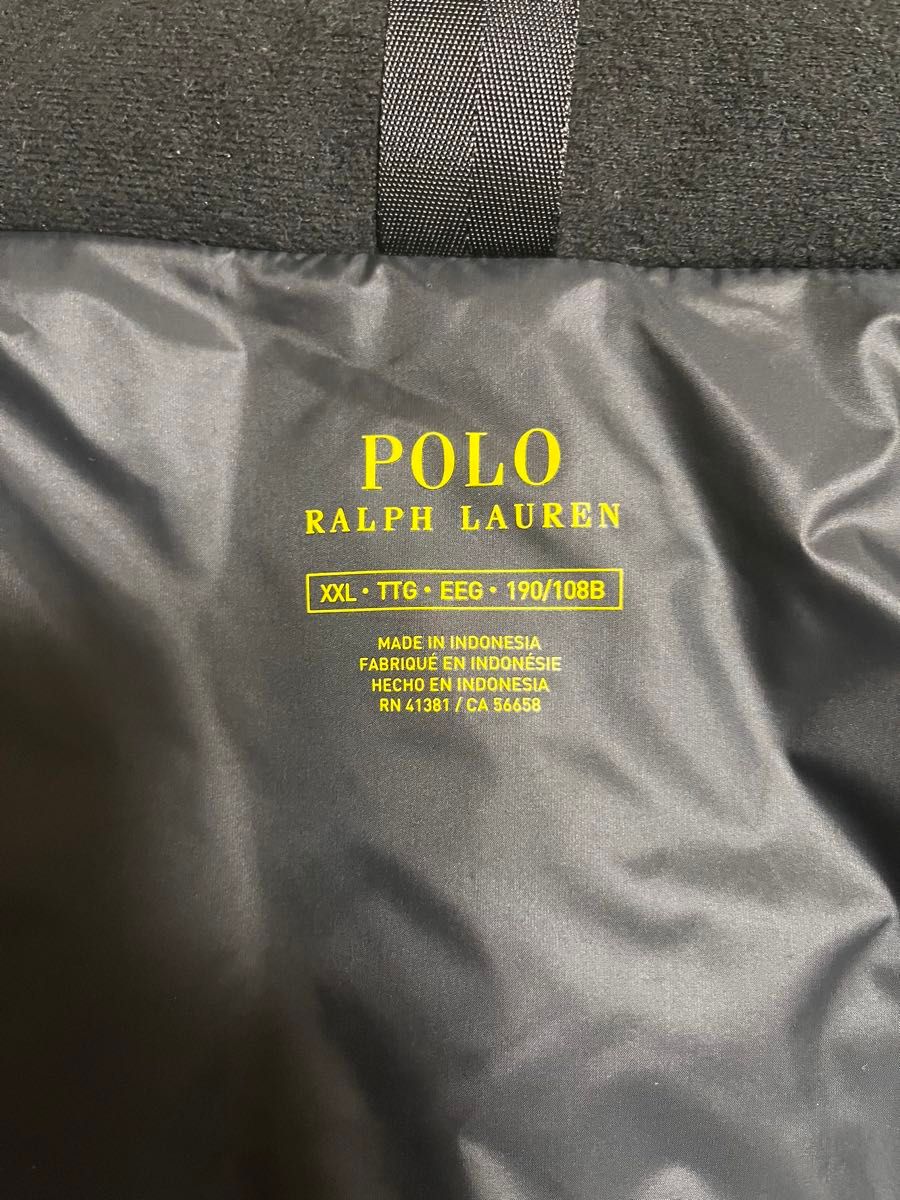 POLO
RALPH LAUREN
XXL • TTG • EEG • 190/108B
MADE IN INDONESIA
FABRIQUÉ EN INDONÉSIE
HECHO EN INDONESIA
RN 41381 / CA 56658